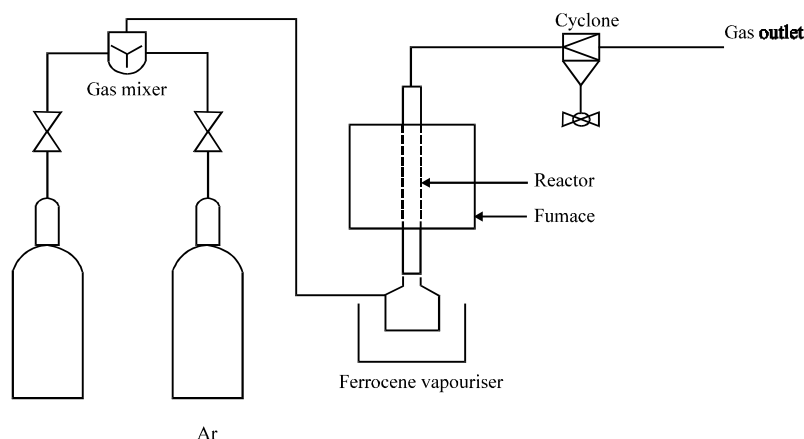 Cyclone
Gas outlet
Gas mixer
Reactor
Fumace
Ferrocene vapouriser
Ar